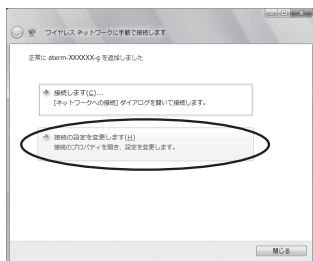 ワイヤレス ネットワークに手動で接続します
正常に aterm-XXXXXX-g を追加しました
接続します(C)...
[ネットワークへの接続] ダイアログを開いて接続します。
接続の設定を変更します(H)
接続のプロパティを開き、設定を変更します。
閉じる